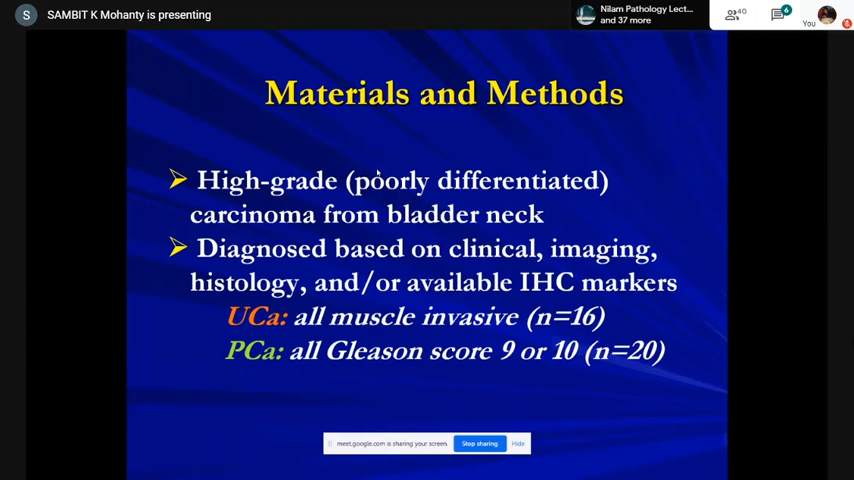 S SAMBIT K Mohanty is presenting
Nilam Pathology Lect...
and 37 more
40
6
You
Materials and Methods
High-grade (poorly differentiated)
carcinoma from bladder neck
Diagnosed based on clinical, imaging,
histology, and/or available IHC markers
UCa: all muscle invasive (n=16)
PCa: all Gleason score 9 or 10 (n=20)
meet.google.com is sharing your screen. Stop sharing Hide